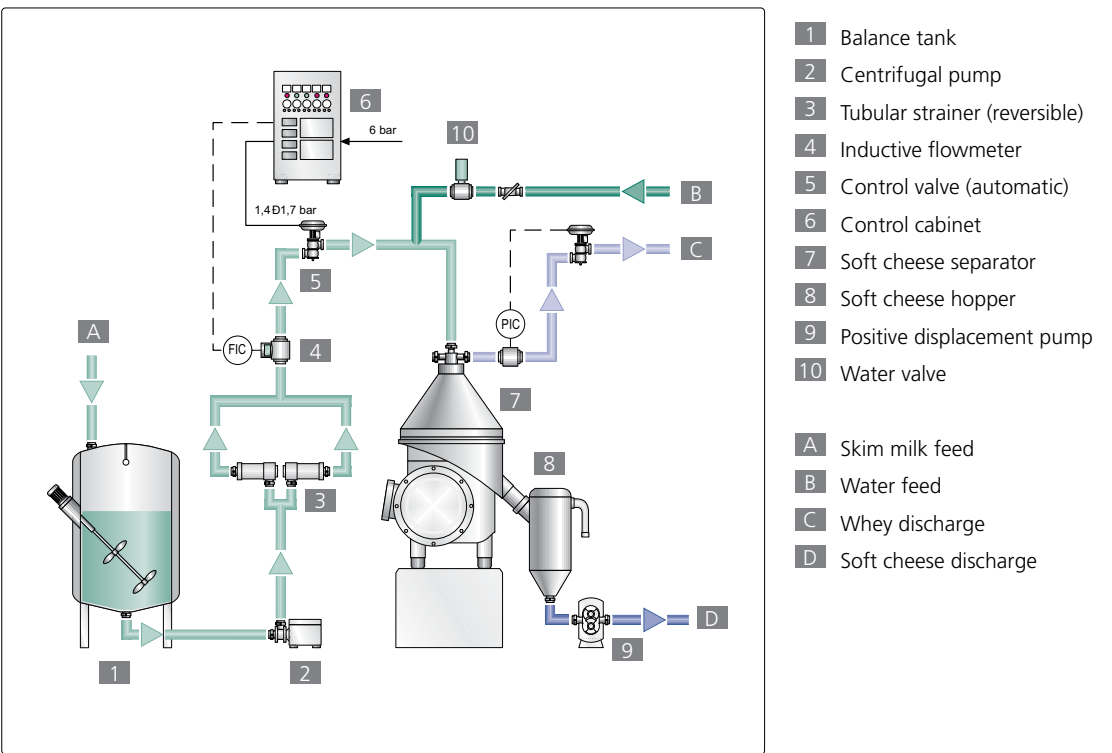 6
6 bar
10
B
1,4Ð1,7 bar
C
5
A
PIC
FIC
4
7
8
3
D
9
1
2
1 Balance tank
2 Centrifugal pump
3 Tubular strainer (reversible)
4 Inductive flowmeter
5 Control valve (automatic)
6 Control cabinet
7 Soft cheese separator
8 Soft cheese hopper
9 Positive displacement pump
10 Water valve
A Skim milk feed
B Water feed
C Whey discharge
D Soft cheese discharge